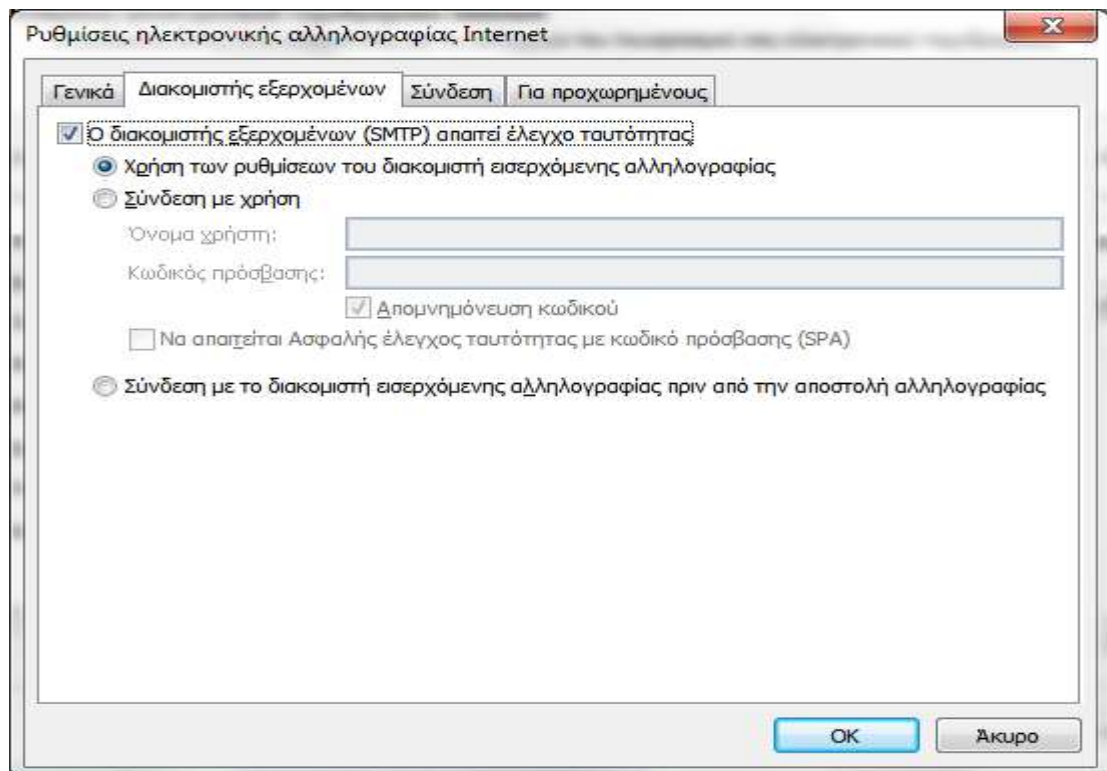 Ρυθμίσεις ηλεκτρονικής αλληλογραφίας Internet
Γενικά Διακομιστής εξερχομένων Σύνδεση Για προχωρημένους
Ο διακομιστής εξερχομένων (SMTP) απαιτεί έλεγχο ταυτότητας
Χρήση των ρυθμίσεων του διακομιστή εισερχόμενης αλληλογραφίας
Σύνδεση με χρήση
Όνομα χρήστη:
Κωδικός πρόσβασης:
Απομνημόνευση κωδικού
Να απαιτείται Ασφαλής έλεγχος ταυτότητας με κωδικό πρόσβασης (SPA)
Σύνδεση με το διακομιστή εισερχόμενης αλληλογραφίας πριν από την αποστολή αλληλογραφίας
OK Άκυρο